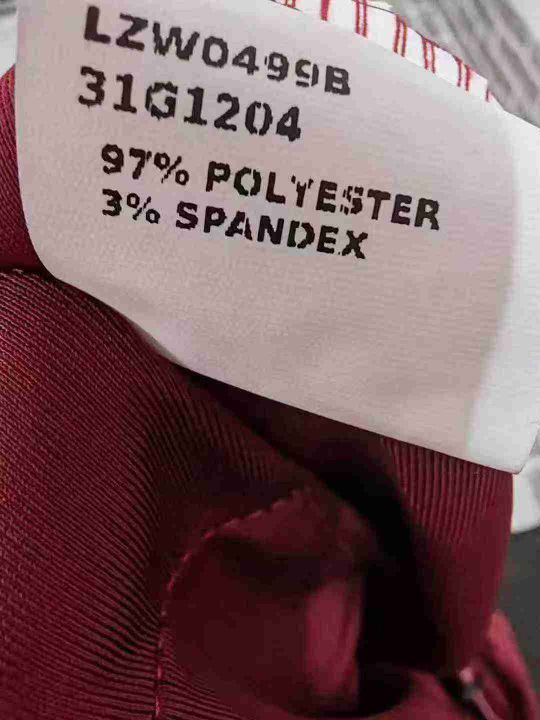 LZW0499B
31G1204
97% POLYESTER
3% SPANDEX